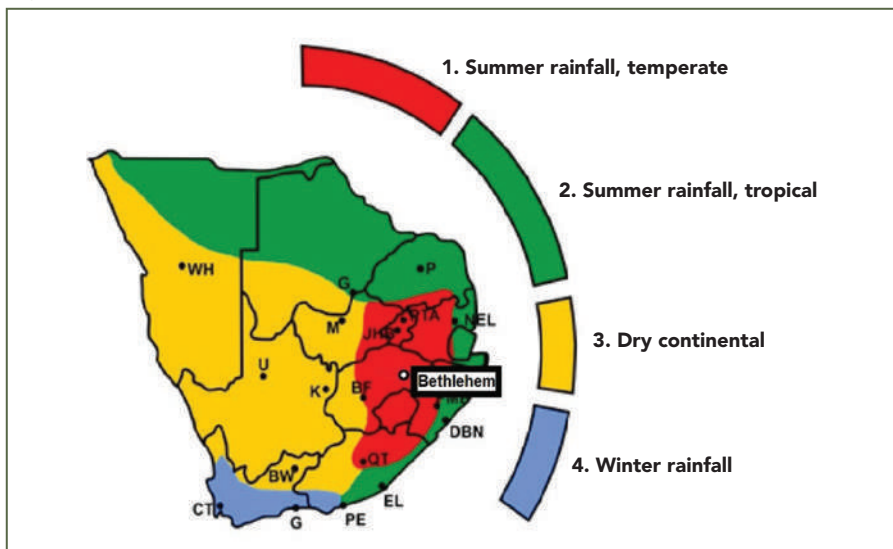 1. Summer rainfall, temperate
2. Summer rainfall, tropical
WH
P
G
PTA
M
NEL
JHB
3. Dry continental
U
Bethlehem
K
BF
DBN
QT
4. Winter rainfall
BW
EL
CT
G
PE